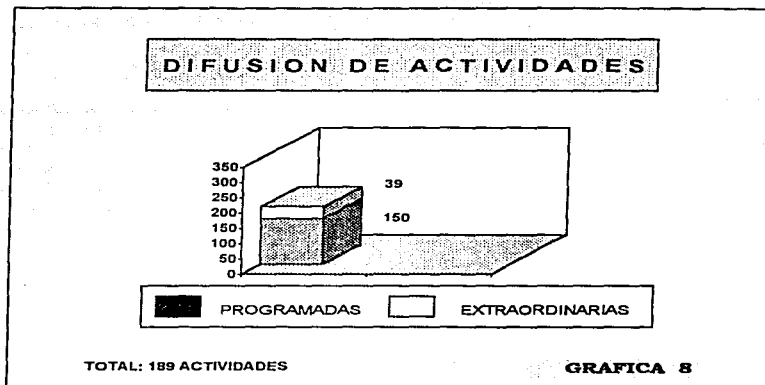 DIFUSION DE ACTIVIDADES
350
300
250
200
150
100
50
0
39
150
PROGRAMADAS EXTRAORDINARIAS
TOTAL: 189 ACTIVIDADES
GRAFICA 8